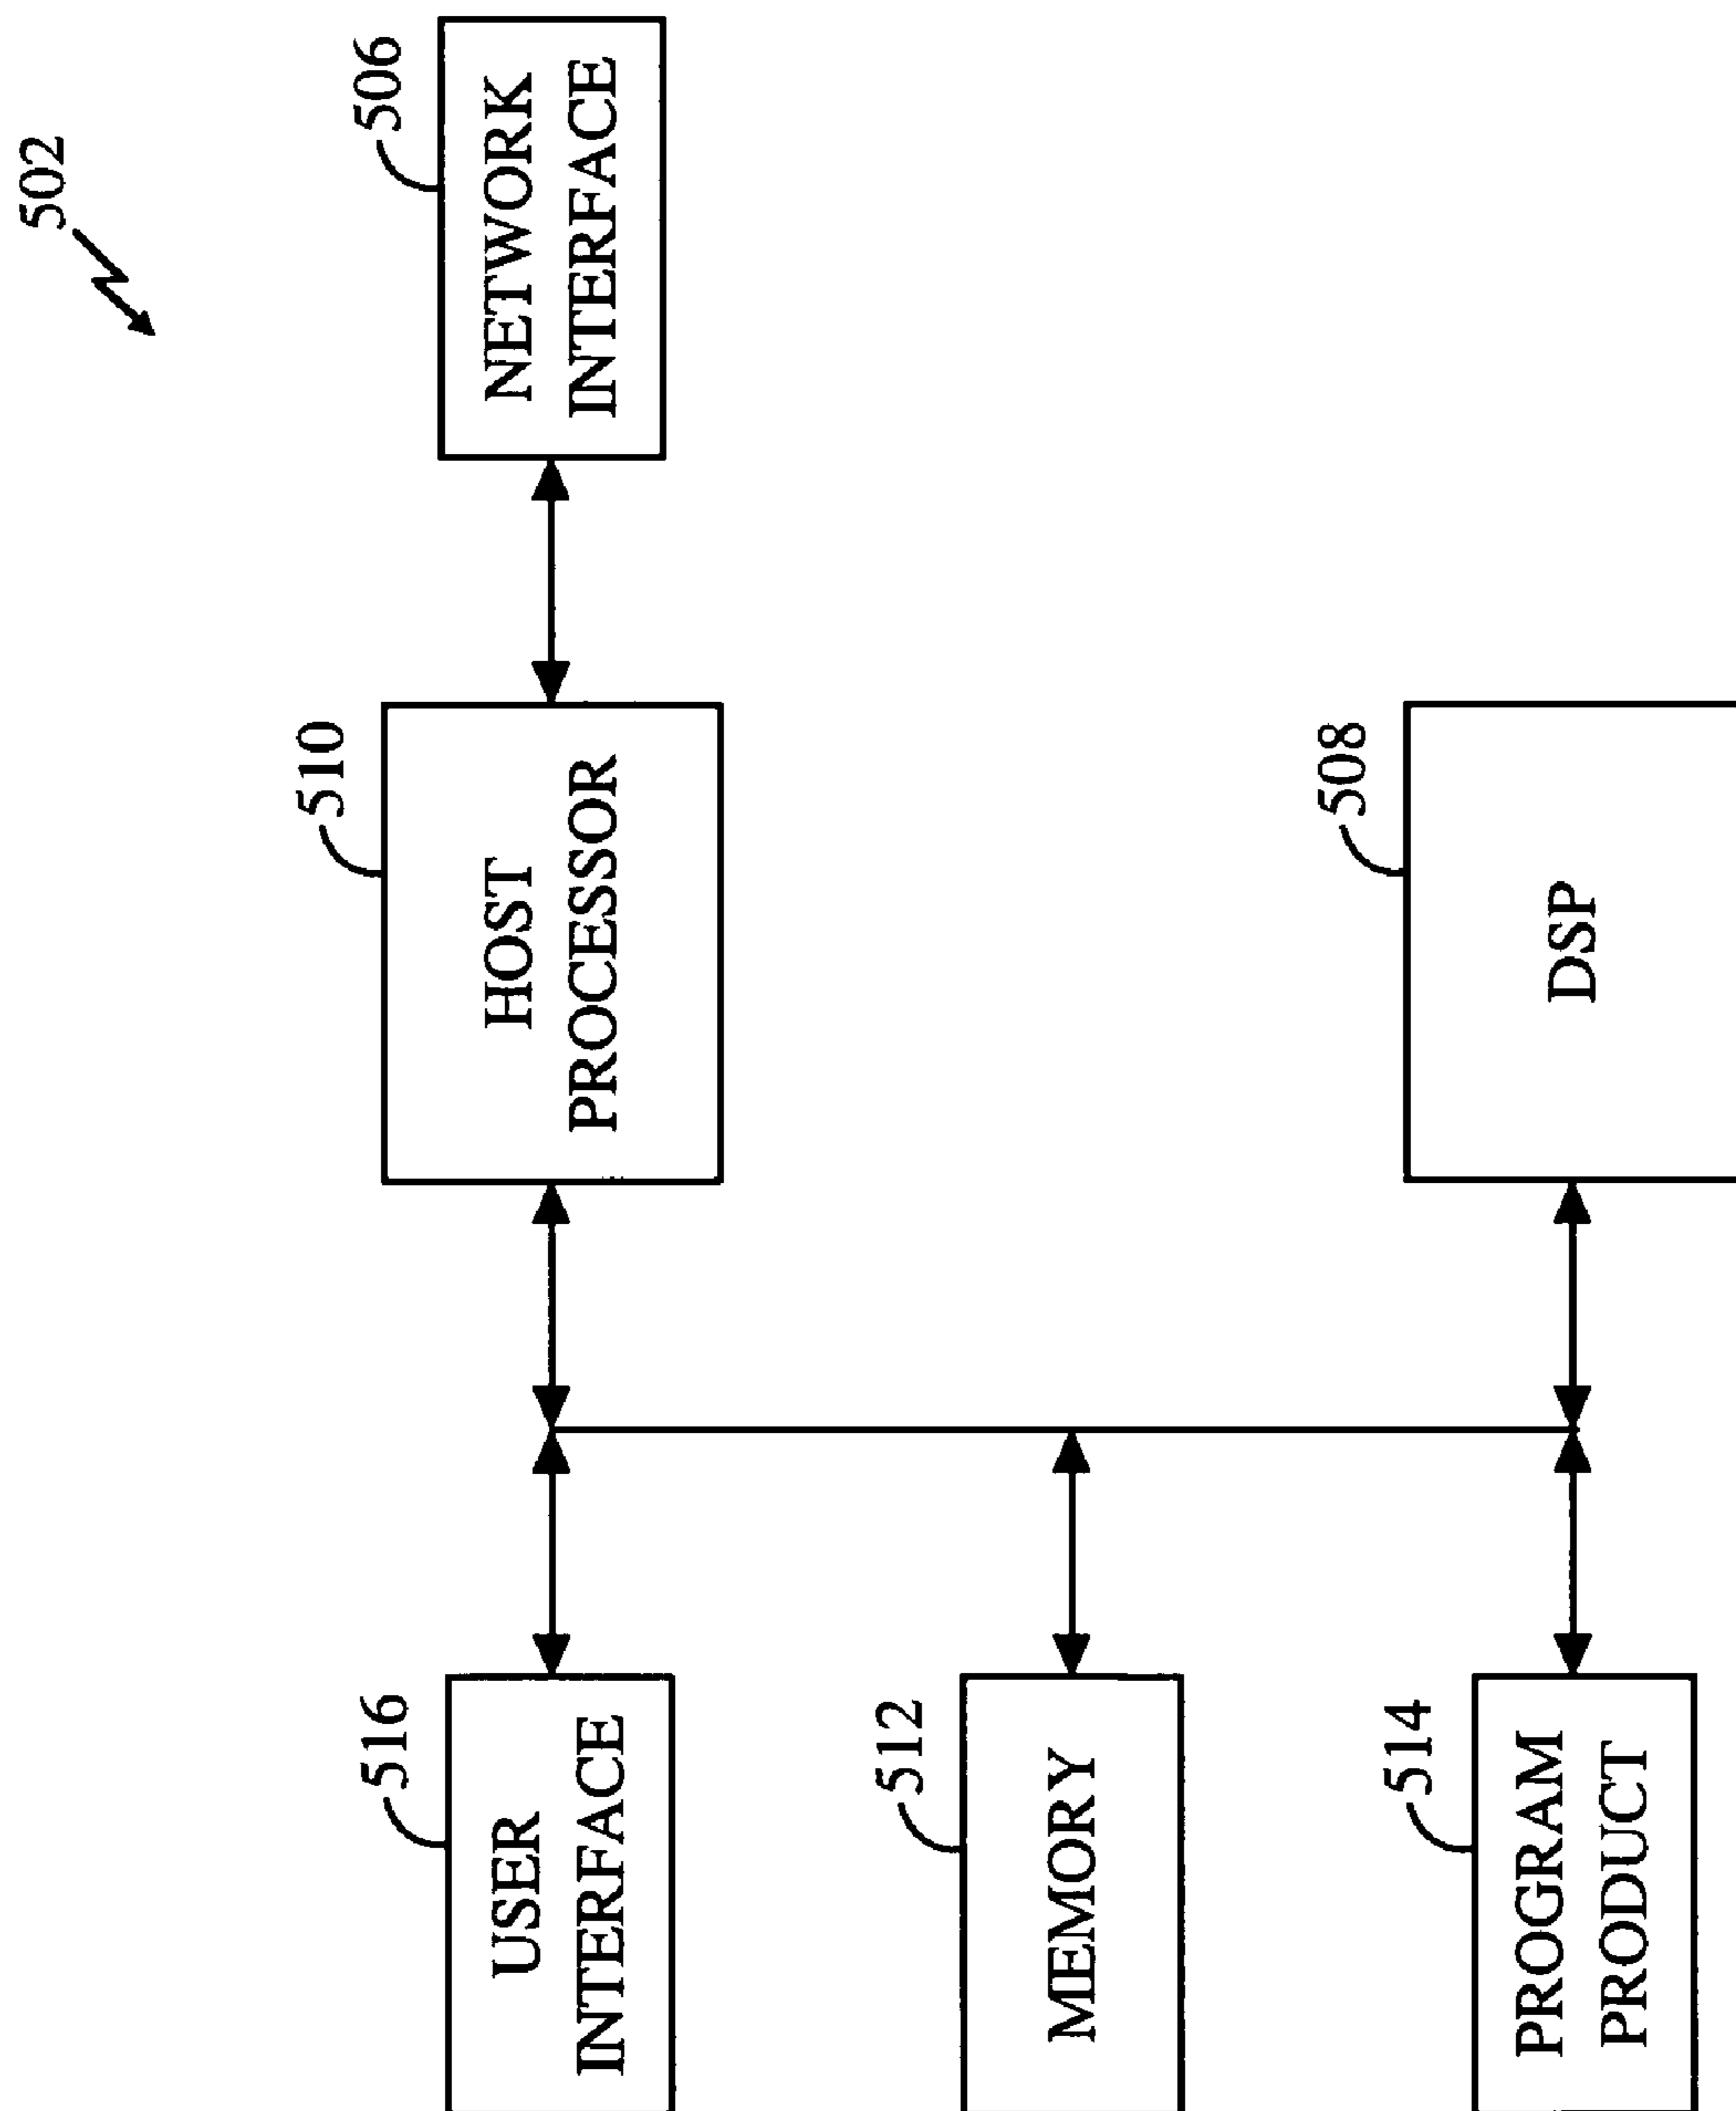 502
506
NETWORK
INTERFACE
510
HOST
PROCESSOR
508
DSP
516
USER
INTERFACE
512
MEMORY
514
PROGRAM
PRODUCT